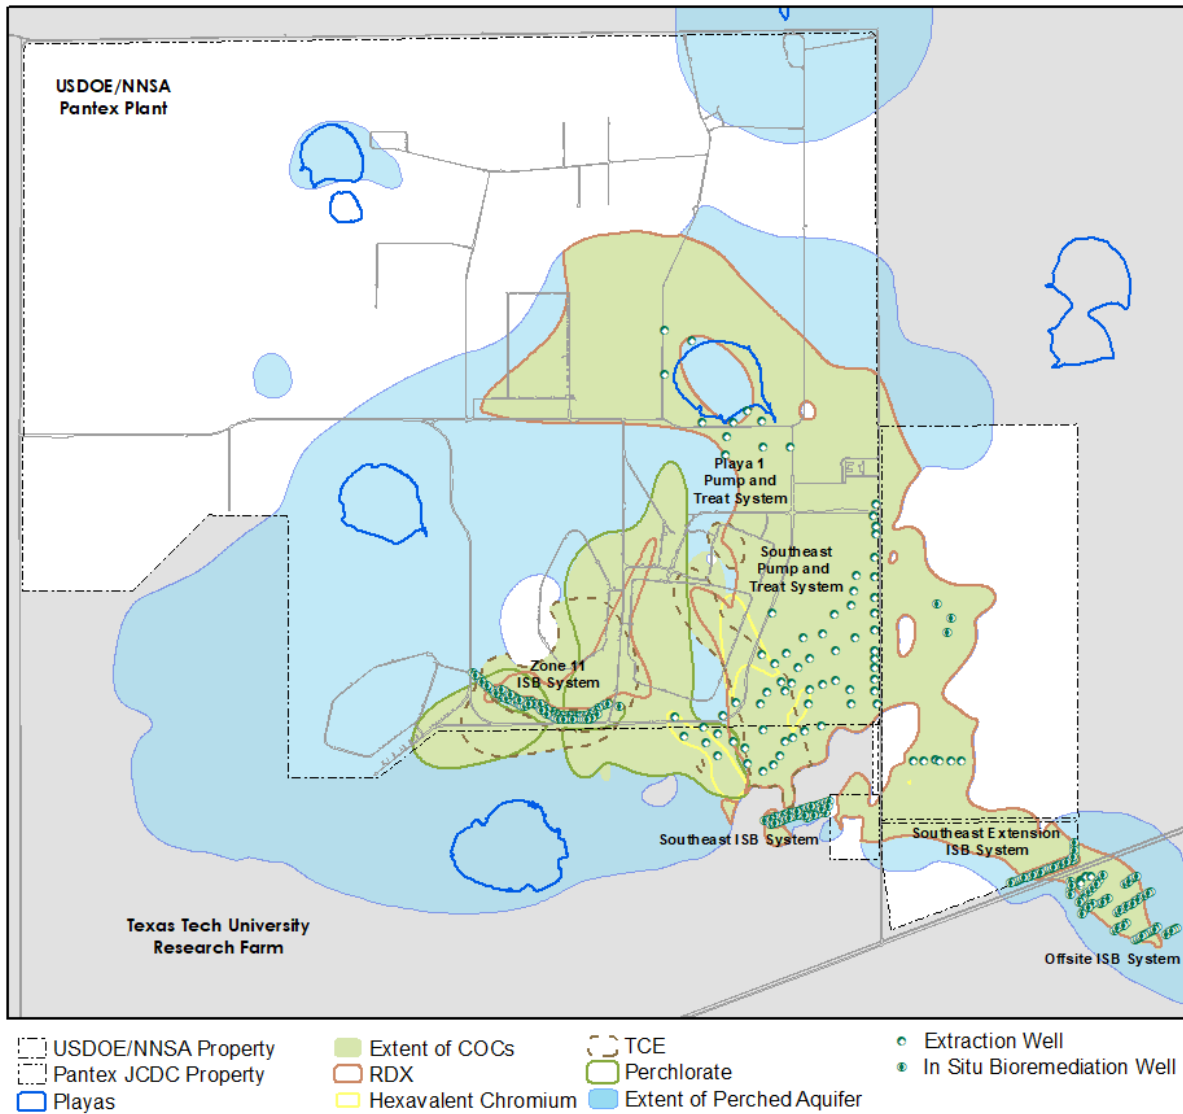 USDOE/NNSA
Pantex Plant
Playa 1
Pump and
Treat System
Southeast
Pump and
Treat System
Zone 11
ISB System
Southeast ISB System
Southeast Extension
ISB System
Texas Tech University
Research Farm
Offsite ISB System
USDOE/NNSA Property
Pantex JCDC Property
Playas
Extent of COCs
RDX
Hexavalent Chromium
TCE
Perchlorate
Extent of Perched Aquifer
Extraction Well
In Situ Bioremediation Well